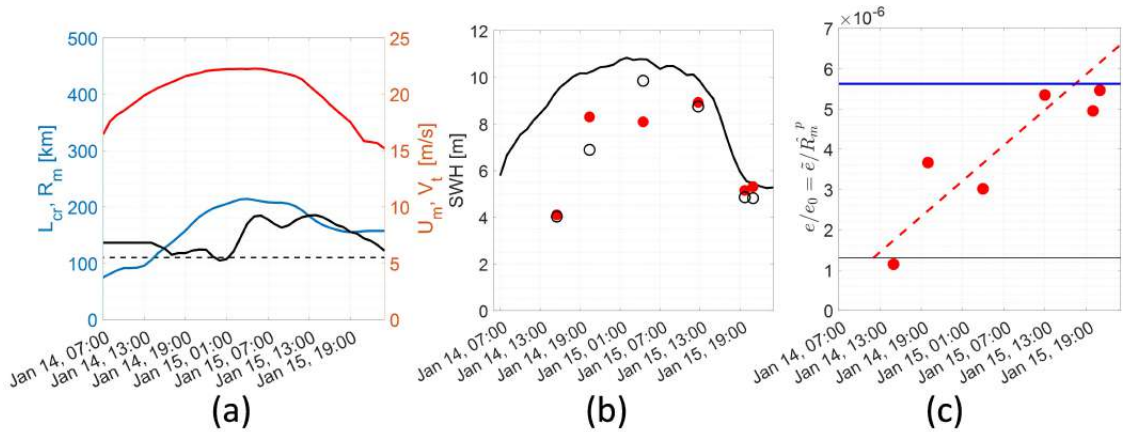 500
400
300
200
100
0
L_cr, R_m [km]
25
20
15
10
5
0
U_m, V_t [m/s]
Jan 14, 07:00
Jan 14, 13:00
Jan 14, 19:00
Jan 15, 01:00
Jan 15, 07:00
Jan 15, 13:00
Jan 15, 19:00
(a)
12
10
8
6
4
2
0
SWH [m]
Jan 14, 07:00
Jan 14, 13:00
Jan 14, 19:00
Jan 15, 01:00
Jan 15, 07:00
Jan 15, 13:00
Jan 15, 19:00
(b)
×10⁻⁶
7
6
5
4
3
2
1
0
e/e₀ = ẽ/R̃_m^p
Jan 14, 07:00
Jan 14, 13:00
Jan 14, 19:00
Jan 15, 01:00
Jan 15, 07:00
Jan 15, 13:00
Jan 15, 19:00
(c)